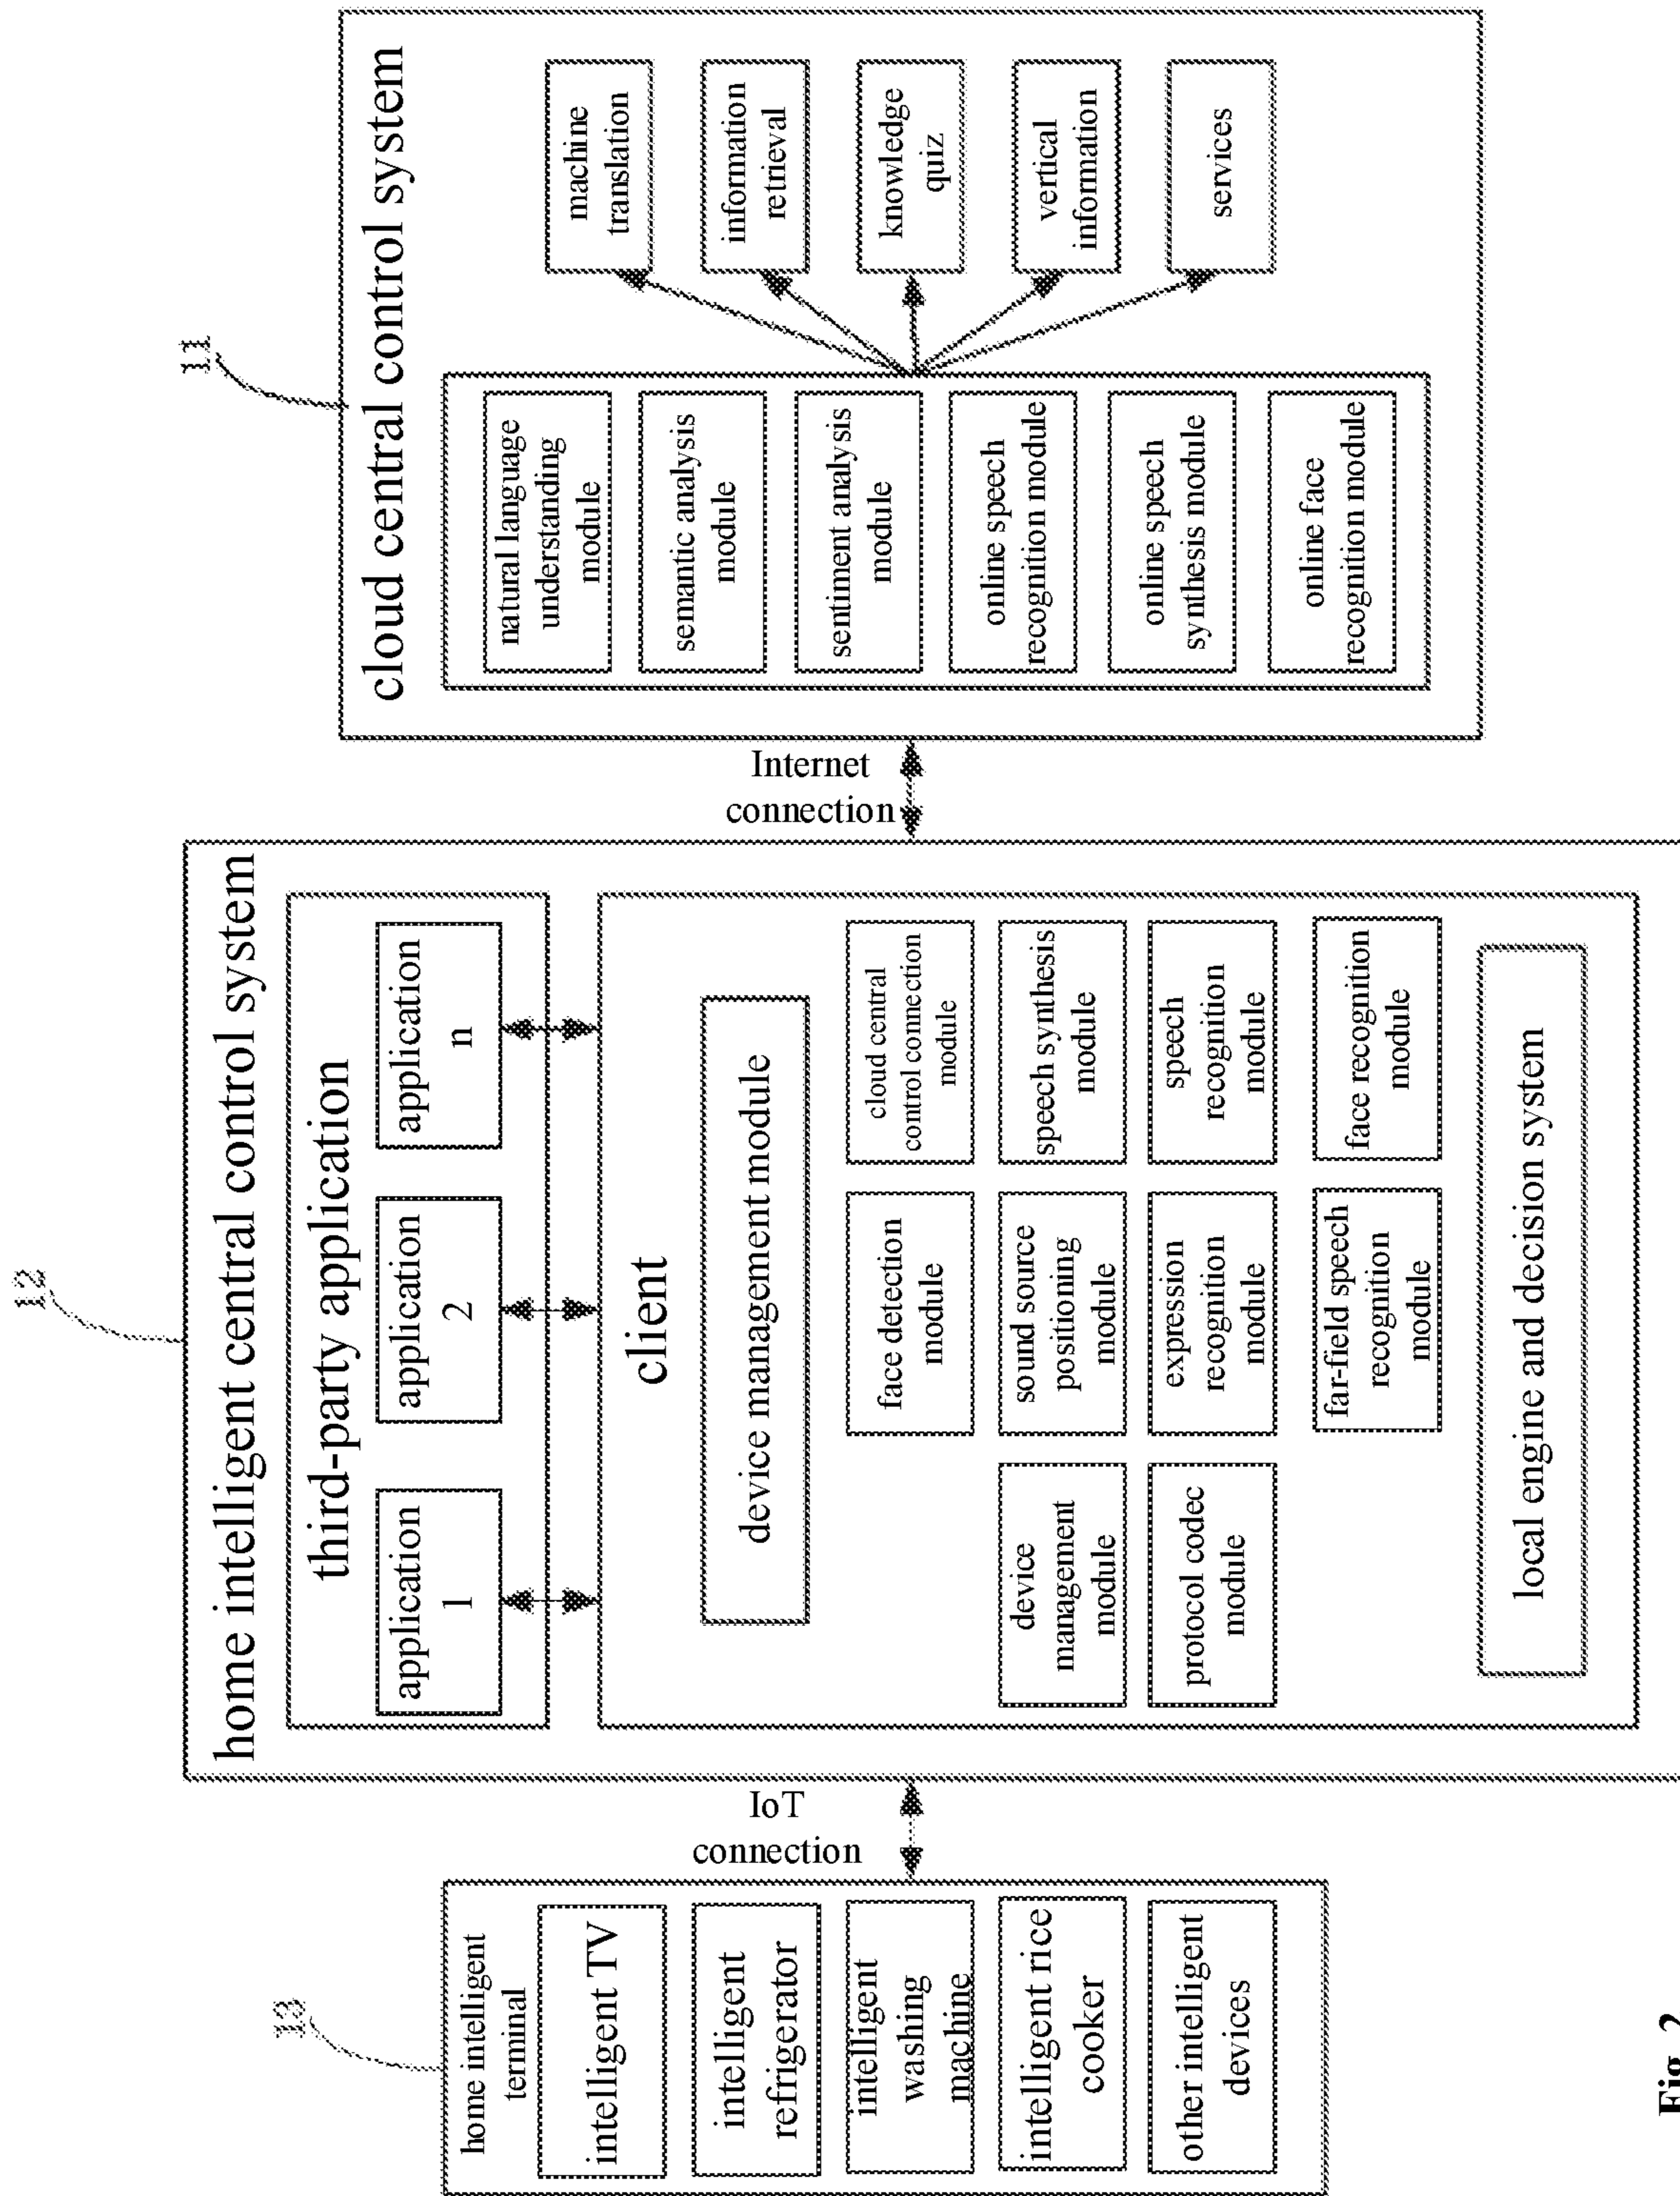 13
home intelligent
terminal
intelligent TV
intelligent
refrigerator
intelligent
washing
machine
intelligent rice
cooker
other intelligent
devices
IoT
connection
12
home intelligent central control system
third-party application
application
1
application
2
application
n
client
device management module
face detection
module
cloud central
control connection
module
device
management
module
sound source
positioning
module
speech synthesis
module
protocol codec
module
expression
recognition
module
speech
recognition
module
far-field speech
recognition
module
face recognition
module
local engine and decision system
Internet
connection
11
cloud central control system
natural language
understanding
module
semantic analysis
module
sentiment analysis
module
online speech
recognition module
online speech
synthesis module
online face
recognition module
machine
translation
information
retrieval
knowledge
quiz
vertical
information
services
Fig. 2